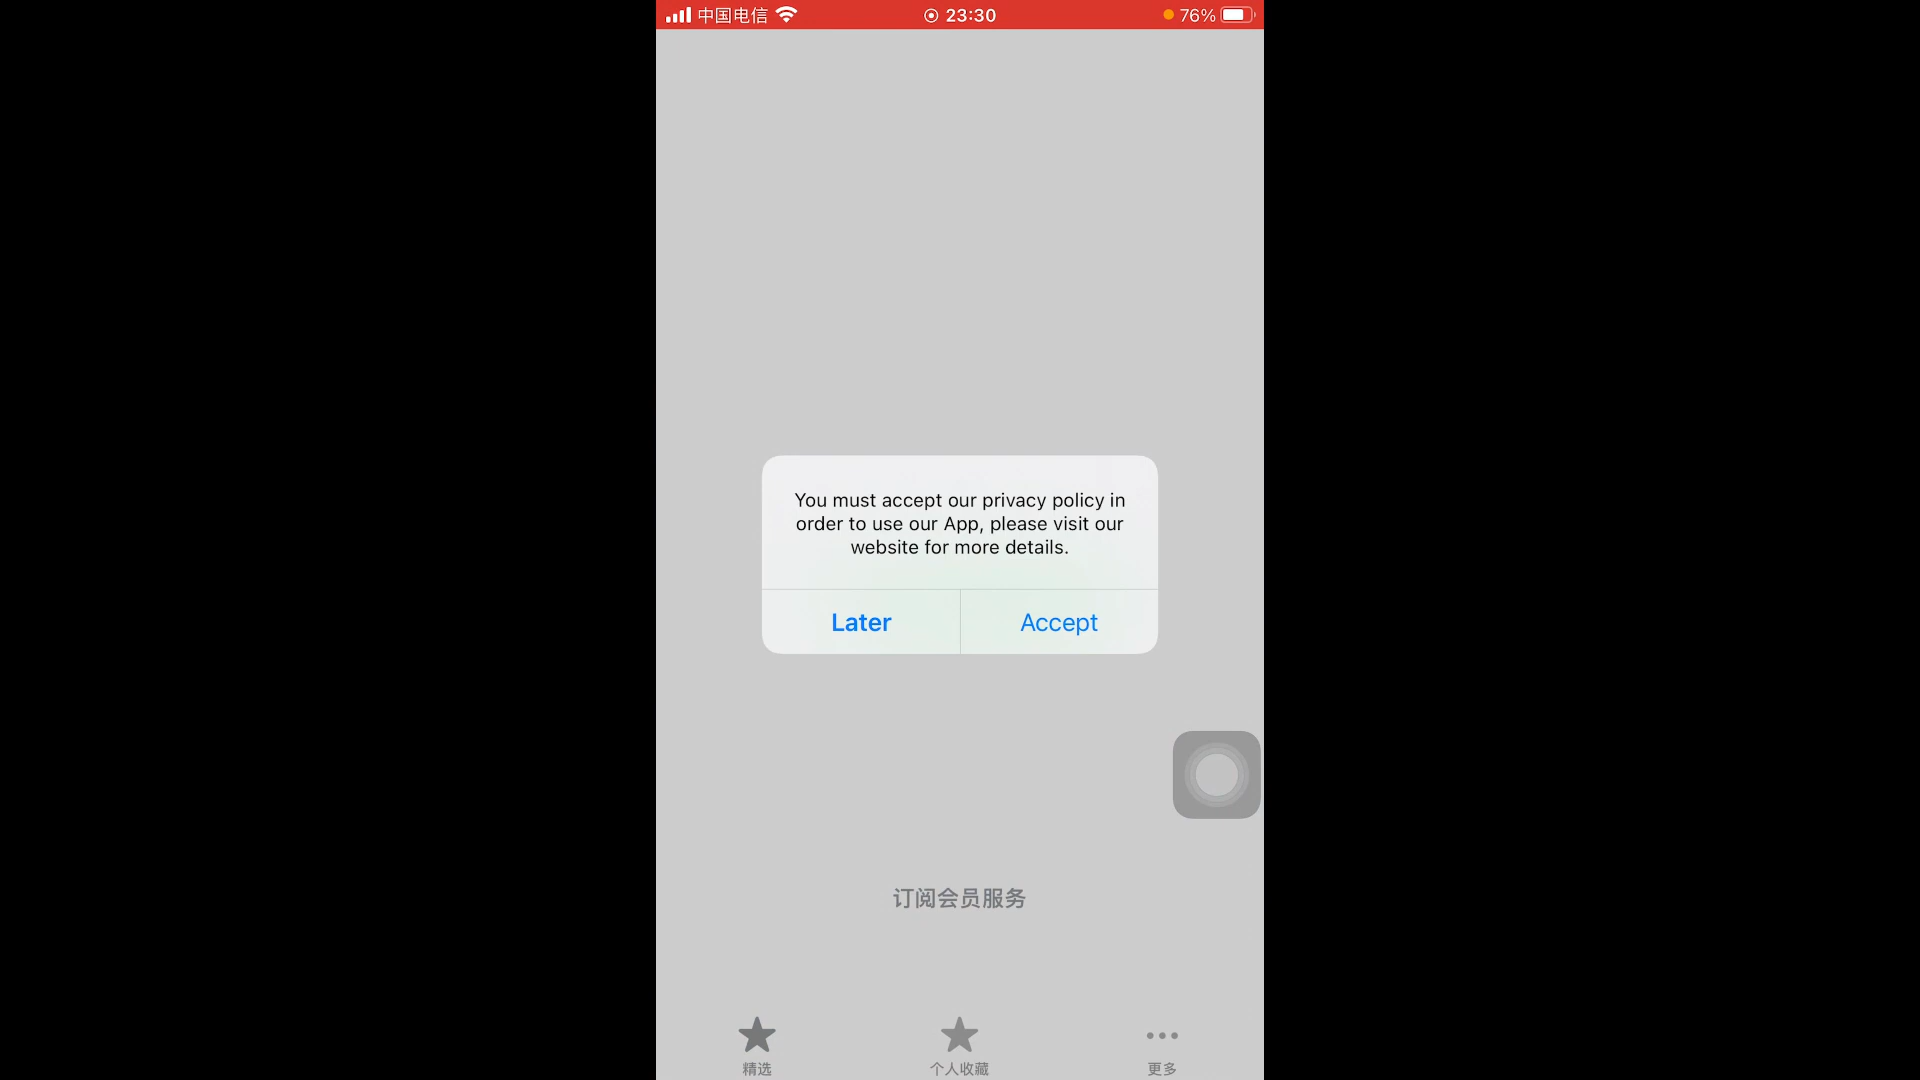 中国电信 23:30 76%
You must accept our privacy policy in
order to use our App, please visit our
website for more details.
Later Accept
订阅会员服务
精选 个人收藏 更多